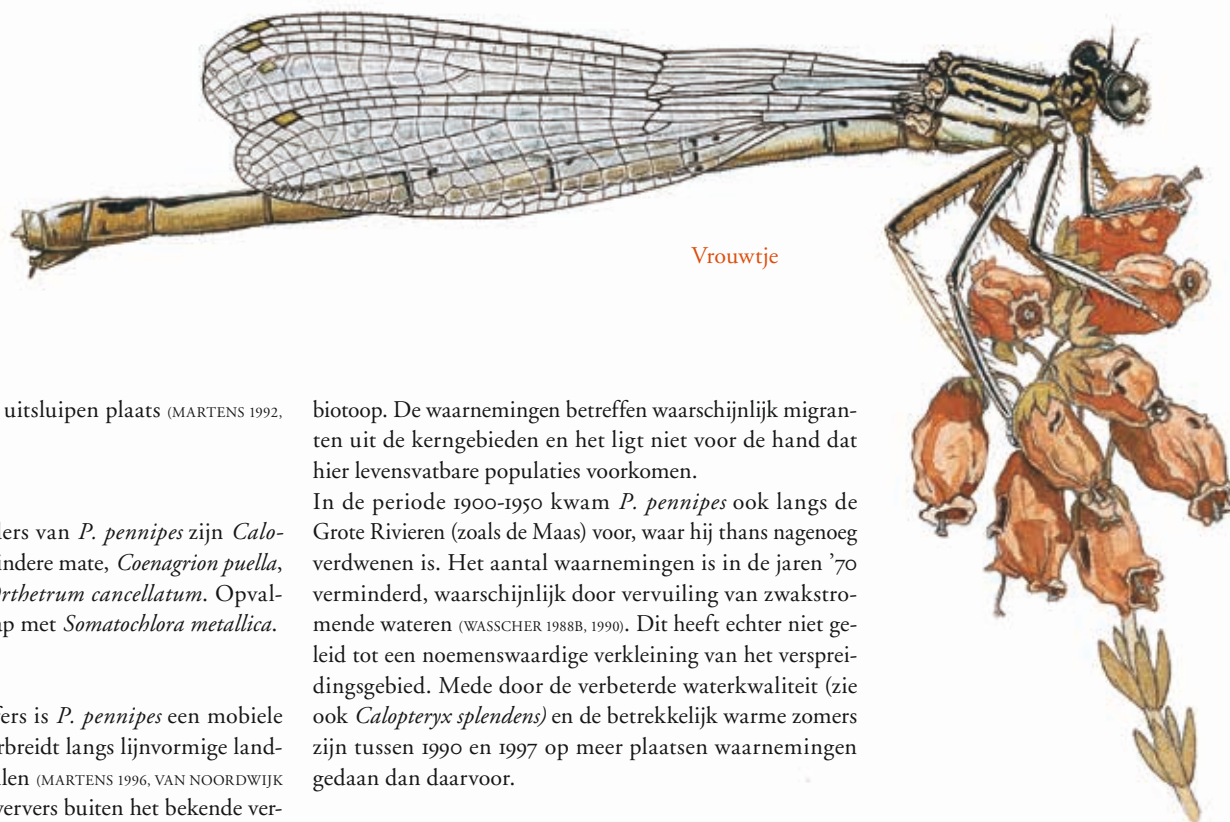 Vrouwtje
uitsluipen plaats (MARTENS 1992,
ders van P. pennipes zijn Calo-
indere mate, Coenagrion puella,
rthetrum cancellatum. Opval-
ap met Somatochlora metallica.
fers is P. pennipes een mobiele
rbreidt langs lijnvormige land-
len (MARTENS 1996, VAN NOORDWIJK
ververs buiten het bekende ver-
biotoop. De waarnemingen betreffen waarschijnlijk migran-
ten uit de kerngebieden en het ligt niet voor de hand dat
hier levensvatbare populaties voorkomen.
In de periode 1900-1950 kwam P. pennipes ook langs de
Grote Rivieren (zoals de Maas) voor, waar hij thans nagenoeg
verdwenen is. Het aantal waarnemingen is in de jaren ’70
verminderd, waarschijnlijk door vervuiling van zwakstro-
mende wateren (WASSCHER 1988B, 1990). Dit heeft echter niet ge-
leid tot een noemenswaardige verkleining van het versprei-
dingsgebied. Mede door de verbeterde waterkwaliteit (zie
ook Calopteryx splendens) en de betrekkelijk warme zomers
zijn tussen 1990 en 1997 op meer plaatsen waarnemingen
gedaan dan daarvoor.